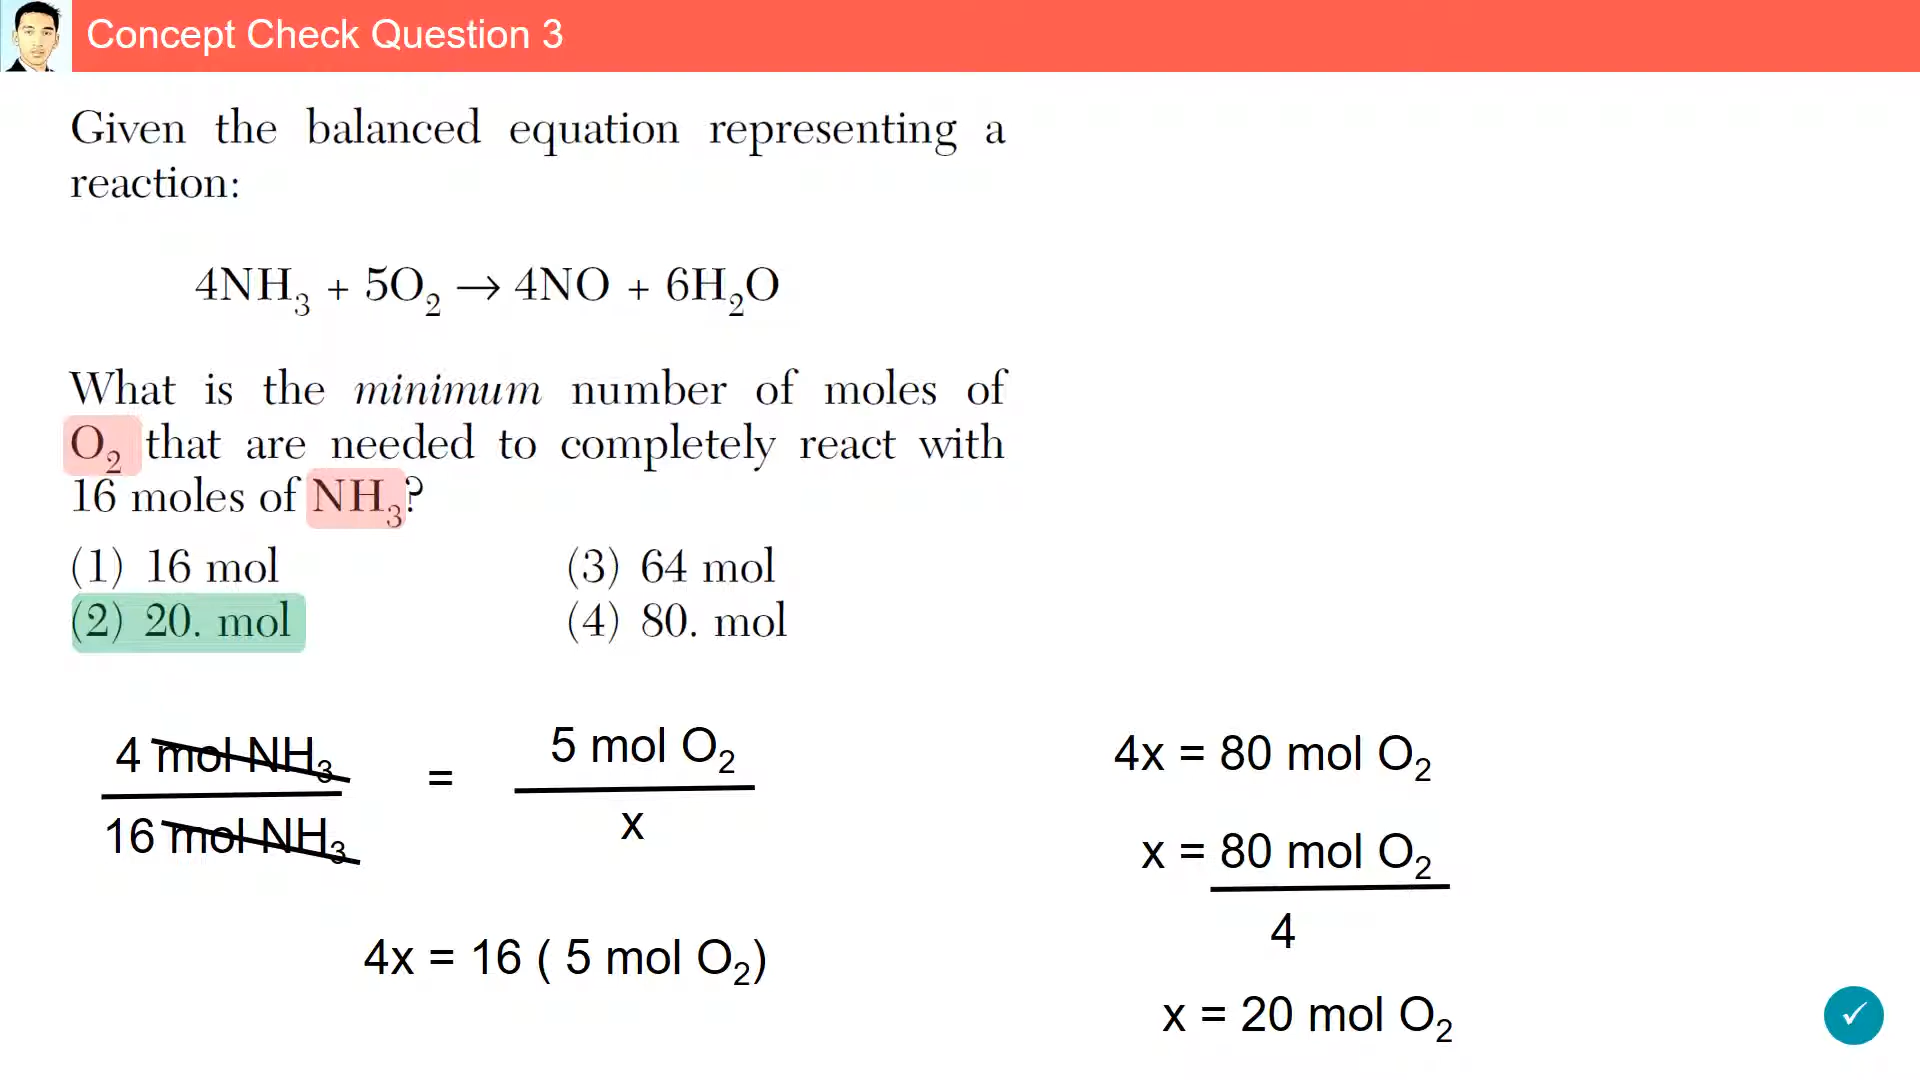 Concept Check Question 3
Given the balanced equation representing a
reaction:
4NH₃ + 5O₂ → 4NO + 6H₂O
What is the minimum number of moles of
O₂ that are needed to completely react with
16 moles of NH₃?
(1) 16 mol (3) 64 mol
(2) 20. mol (4) 80. mol
4 mol NH₃ = 5 mol O₂
16 mol NH₃ x
4x = 16 ( 5 mol O₂)
4x = 80 mol O₂
x = 80 mol O₂
4
x = 20 mol O₂